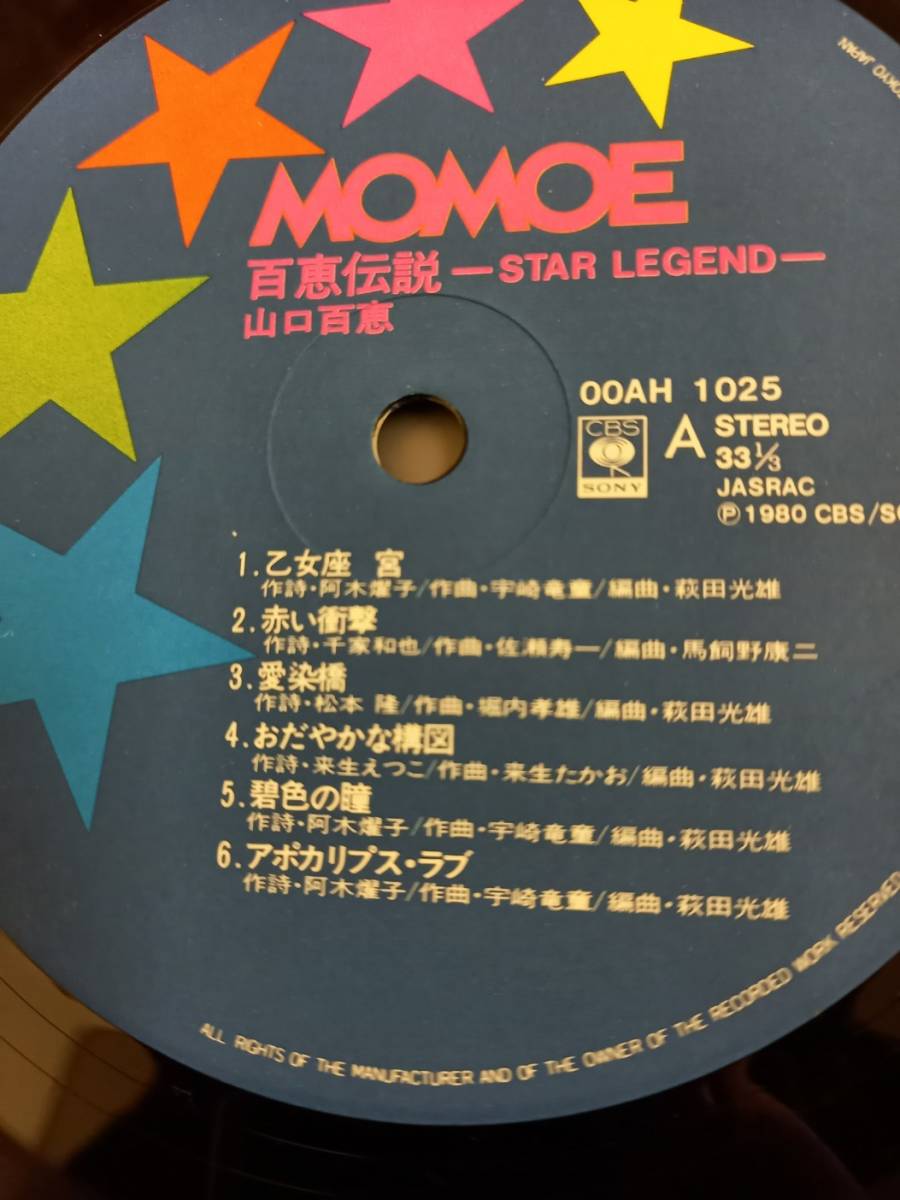 TOKYO JAPAN.
MOMOE
百恵伝説 —STAR LEGEND—
山口百恵
00AH 1025
CBS
SONY
A
STEREO
33 1/3
JASRAC
Ⓟ1980 CBS/SO
1.乙女座 宮
作詩・阿木燿子/作曲・宇崎竜童/編曲・萩田光雄
2.赤い衝撃
作詩・千家和也/作曲・佐瀬寿一/編曲・馬飼野康二
3.愛染橋
作詩・松本 隆/作曲・堀内孝雄/編曲・萩田光雄
4.おだやかな構図
作詩・来生えつこ/作曲・来生たかお/編曲・萩田光雄
5.碧色の瞳
作詩・阿木燿子/作曲・宇崎竜童/編曲・萩田光雄
6.アポカリプス・ラブ
作詩・阿木燿子/作曲・宇崎竜童/編曲・萩田光雄
ALL RIGHTS OF THE MANUFACTURER AND OF THE OWNER OF THE RECORDED WORK RESERVED